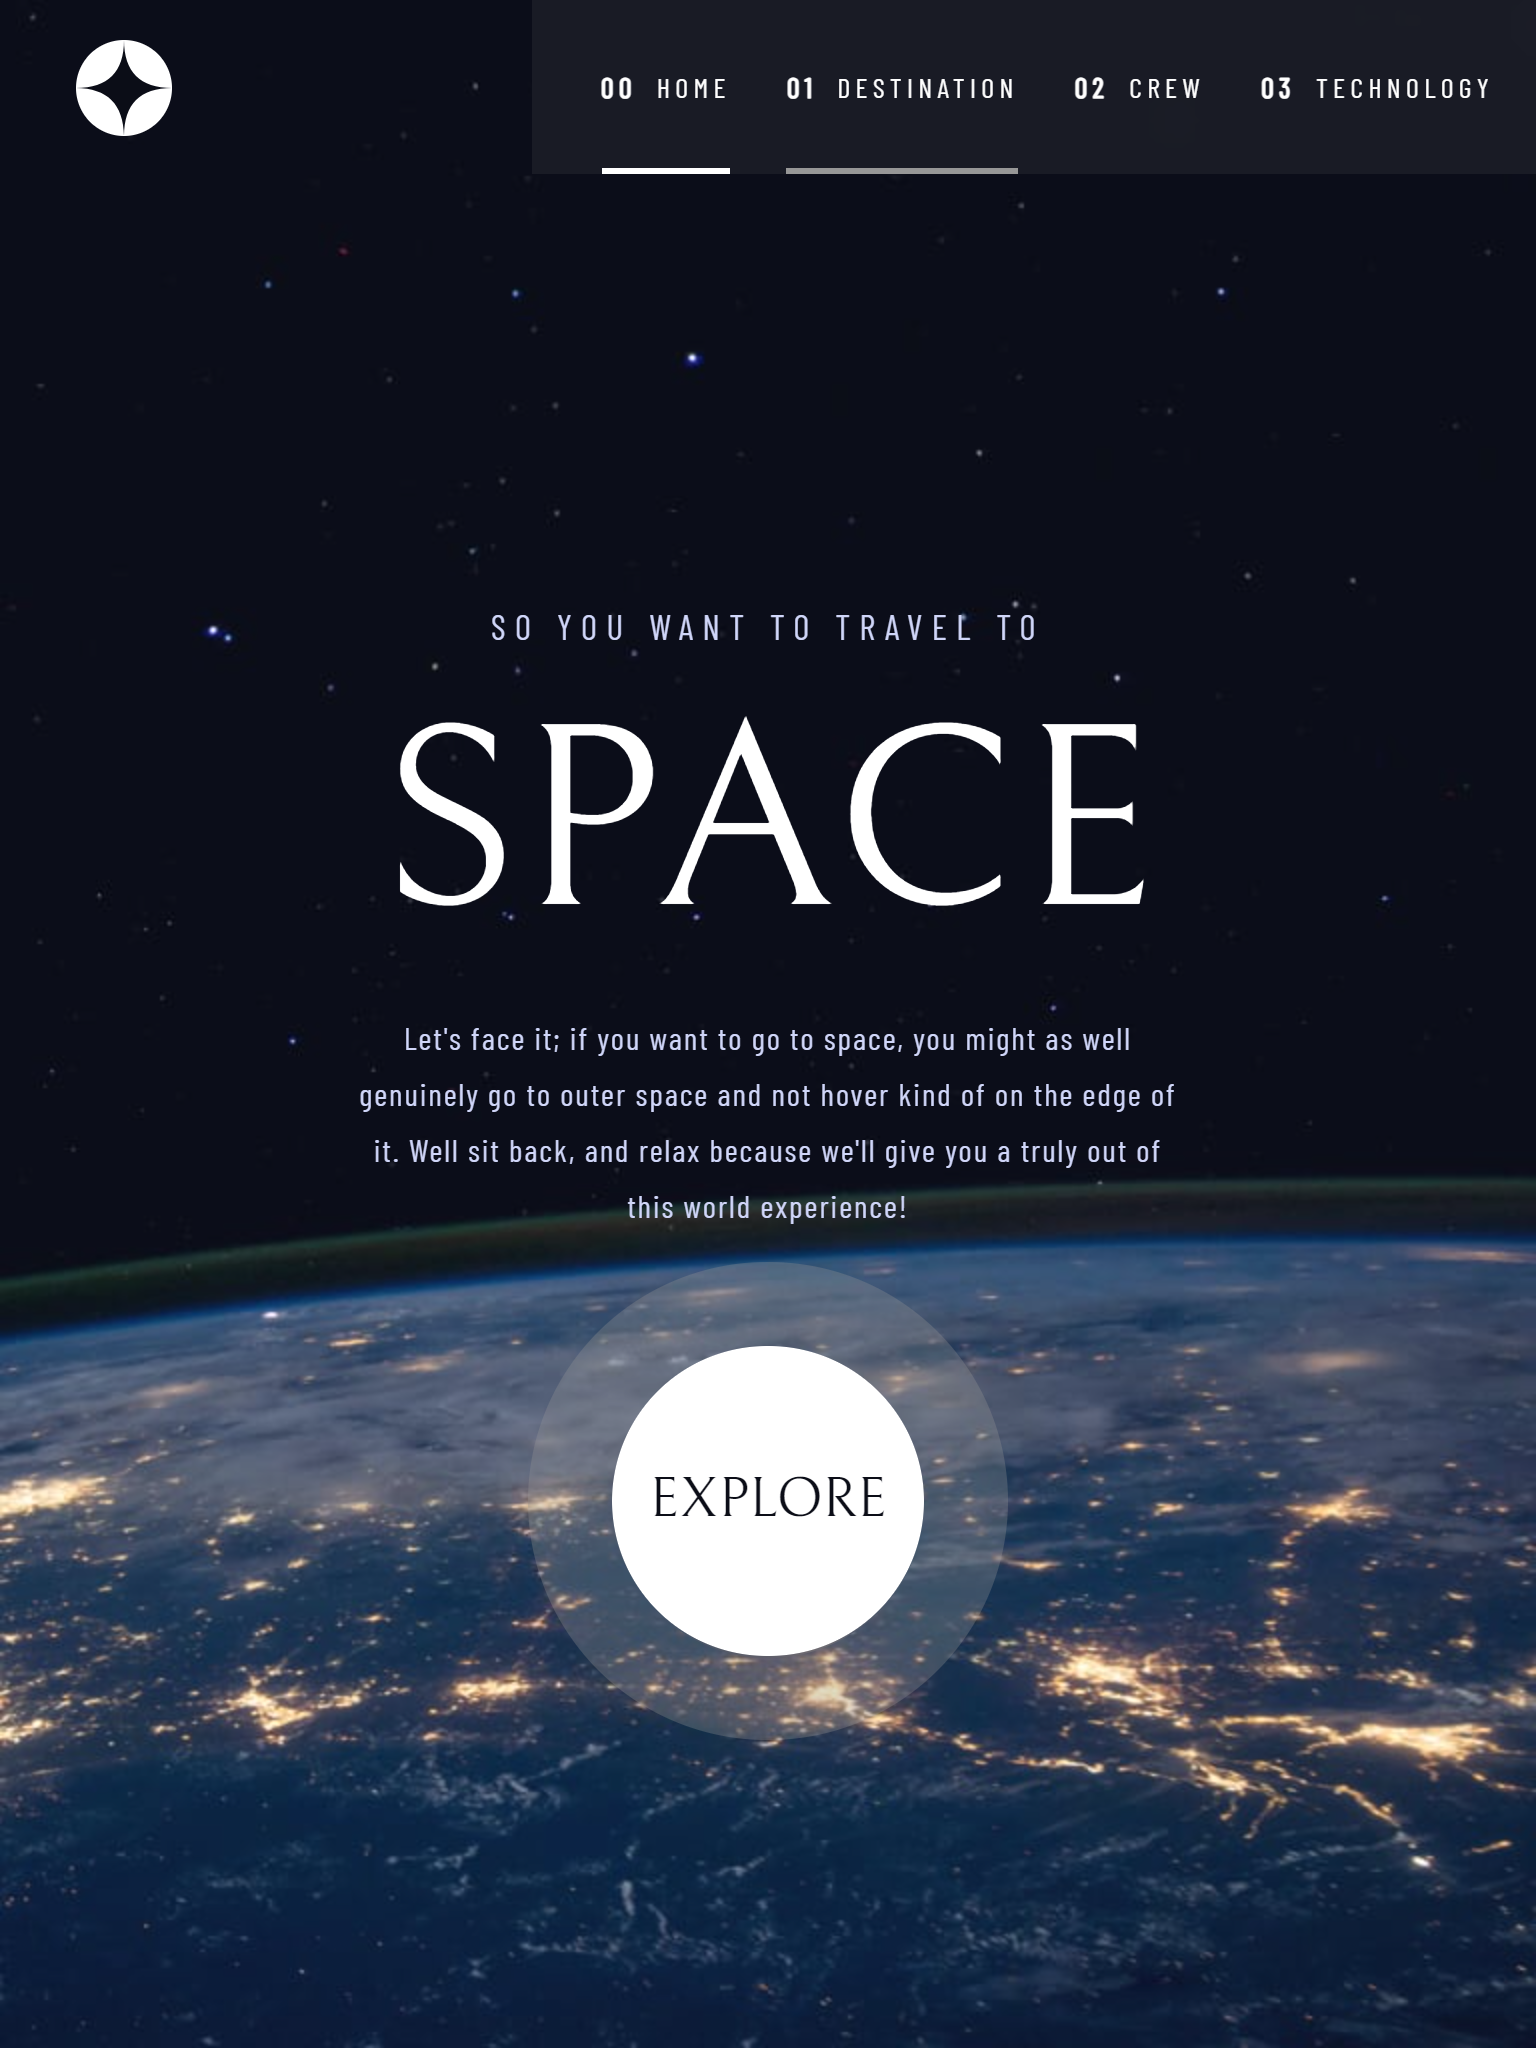 00 HOME 01 DESTINATION 02 CREW 03 TECHNOLOGY
SO YOU WANT TO TRAVEL TO
SPACE
Let's face it; if you want to go to space, you might as well
genuinely go to outer space and not hover kind of on the edge of
it. Well sit back, and relax because we'll give you a truly out of
this world experience!
EXPLORE